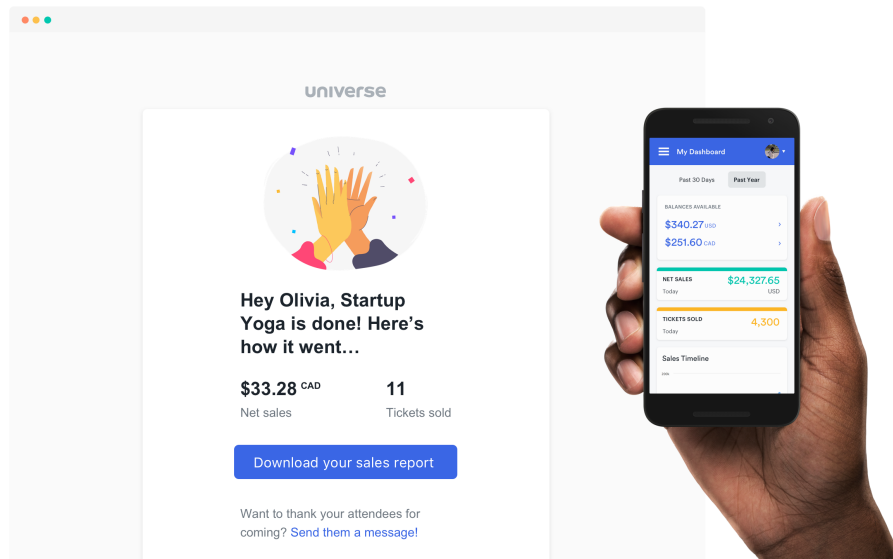 universe
Hey Olivia, Startup
Yoga is done! Here's
how it went...
$33.28 CAD
Net sales
11
Tickets sold
Download your sales report
Want to thank your attendees for
coming? Send them a message!
My Dashboard
Past 30 Days
Past Year
BALANCES AVAILABLE
$340.27 USD
$251.60 CAD
NET SALES
$24,327.65
Today
USD
TICKETS SOLD
4,300
Today
Sales Timeline